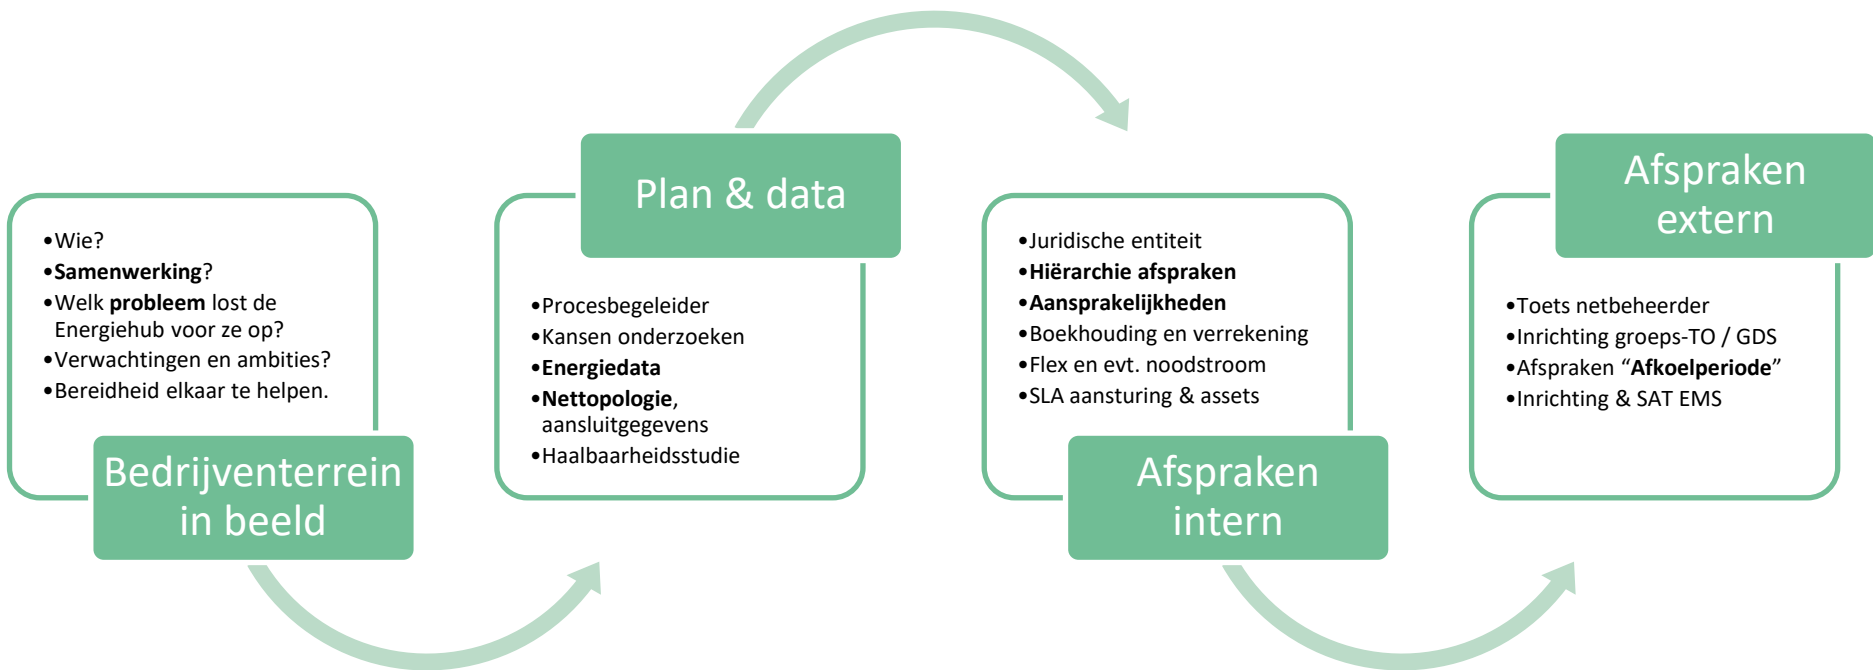 •Wie?
•Samenwerking?
•Welk probleem lost de
Energiehub voor ze op?
•Verwachtingen en ambities?
•Bereidheid elkaar te helpen.
Bedrijventerrein
in beeld
Plan & data
•Procesbegeleider
•Kansen onderzoeken
•Energiedata
•Nettopologie,
aansluitgegevens
•Haalbaarheidsstudie
•Juridische entiteit
•Hiërarchie afspraken
•Aansprakelijkheden
•Boekhouding en verrekening
•Flex en evt. noodstroom
•SLA aansturing & assets
Afspraken
intern
Afspraken
extern
•Toets netbeheerder
•Inrichting groeps-TO / GDS
•Afspraken “Afkoelperiode”
•Inrichting & SAT EMS